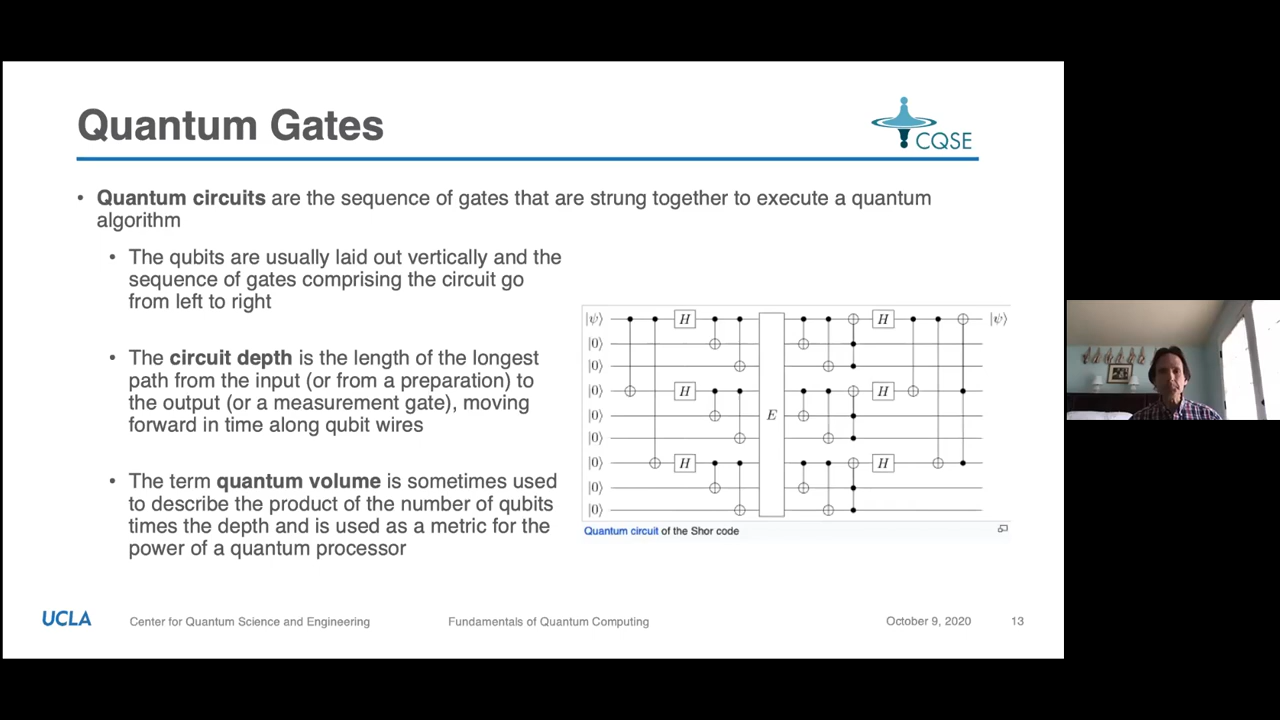 Quantum Gates
CQSE
• Quantum circuits are the sequence of gates that are strung together to execute a quantum
algorithm
• The qubits are usually laid out vertically and the
sequence of gates comprising the circuit go
from left to right
• The circuit depth is the length of the longest
path from the input (or from a preparation) to
the output (or a measurement gate), moving
forward in time along qubit wires
• The term quantum volume is sometimes used
to describe the product of the number of qubits
times the depth and is used as a metric for the
power of a quantum processor
|ψ⟩ H H |ψ⟩
|0⟩
|0⟩
|0⟩ H H
|0⟩ E
|0⟩
|0⟩ H H
|0⟩
|0⟩
Quantum circuit of the Shor code
UCLA Center for Quantum Science and Engineering Fundamentals of Quantum Computing October 9, 2020 13